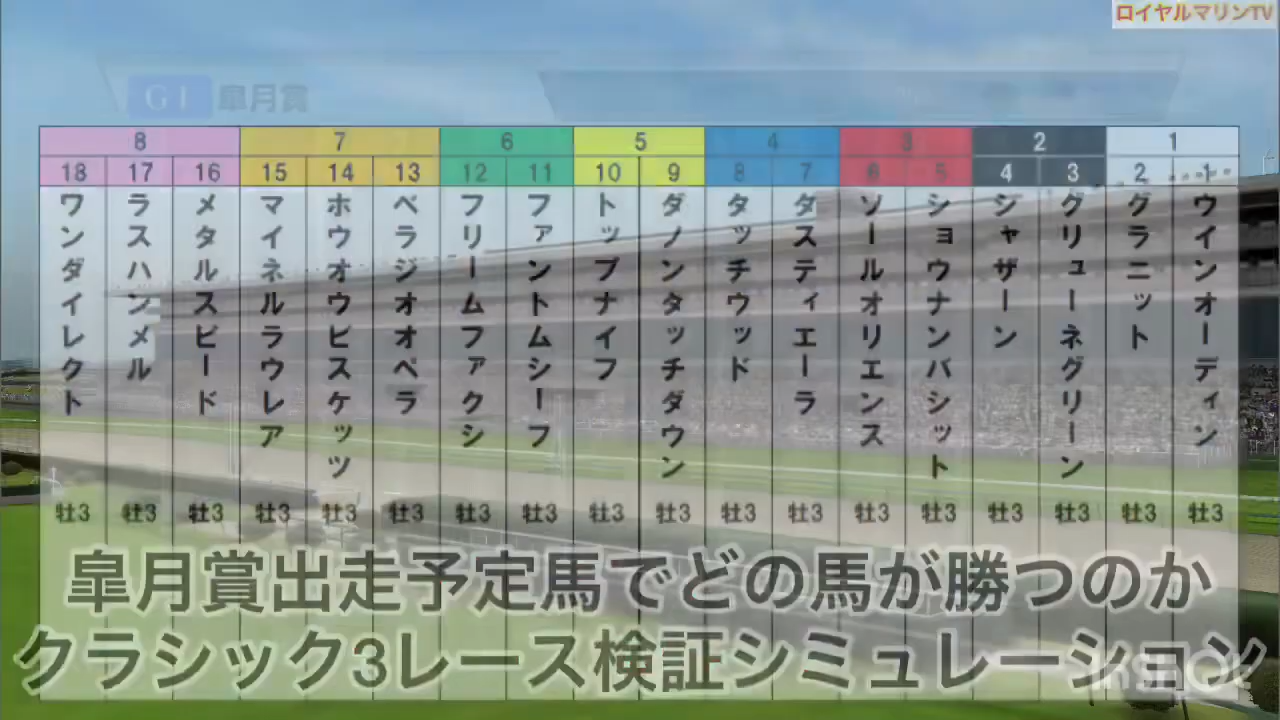 ロイヤルマリンTV
GI 皐月賞
8 7 6 5 4 3 2 1
18 17 16 15 14 13 12 11 10 9 8 7 6 5 4 3 2 1
ワンダイレクト
ラスハンメル
メタルスピード
マイネルラウレア
ホウオウビスケッツ
ベラジオオペラ
フリームファクシ
ファントムシーフ
トップナイフ
ダノンタッチダウン
タッチウッド
タスティエーラ
ソールオリエンス
ショウナンバシット
シャザーン
グリューネグリーン
グラニット
ウインオーディン
牡3 牡3 牡3 牡3 牡3 牡3 牡3 牡3 牡3 牡3 牡3 牡3 牡3 牡3 牡3 牡3 牡3 牡3
皐月賞出走予定馬でどの馬が勝つのか
クラシック3レース検証シミュレーション